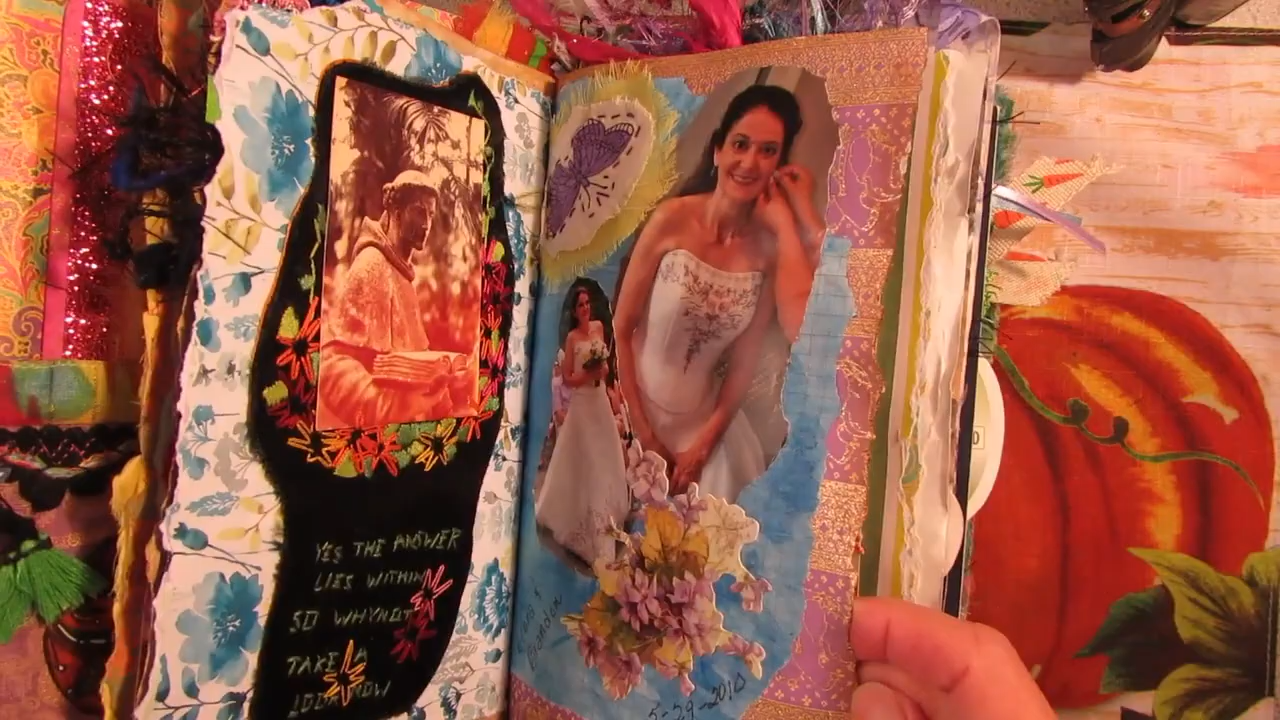 YES THE ANSWER
LIES WITHIN
SO WHY NOT
TAKE A
LOOK NOW
5-29-2010